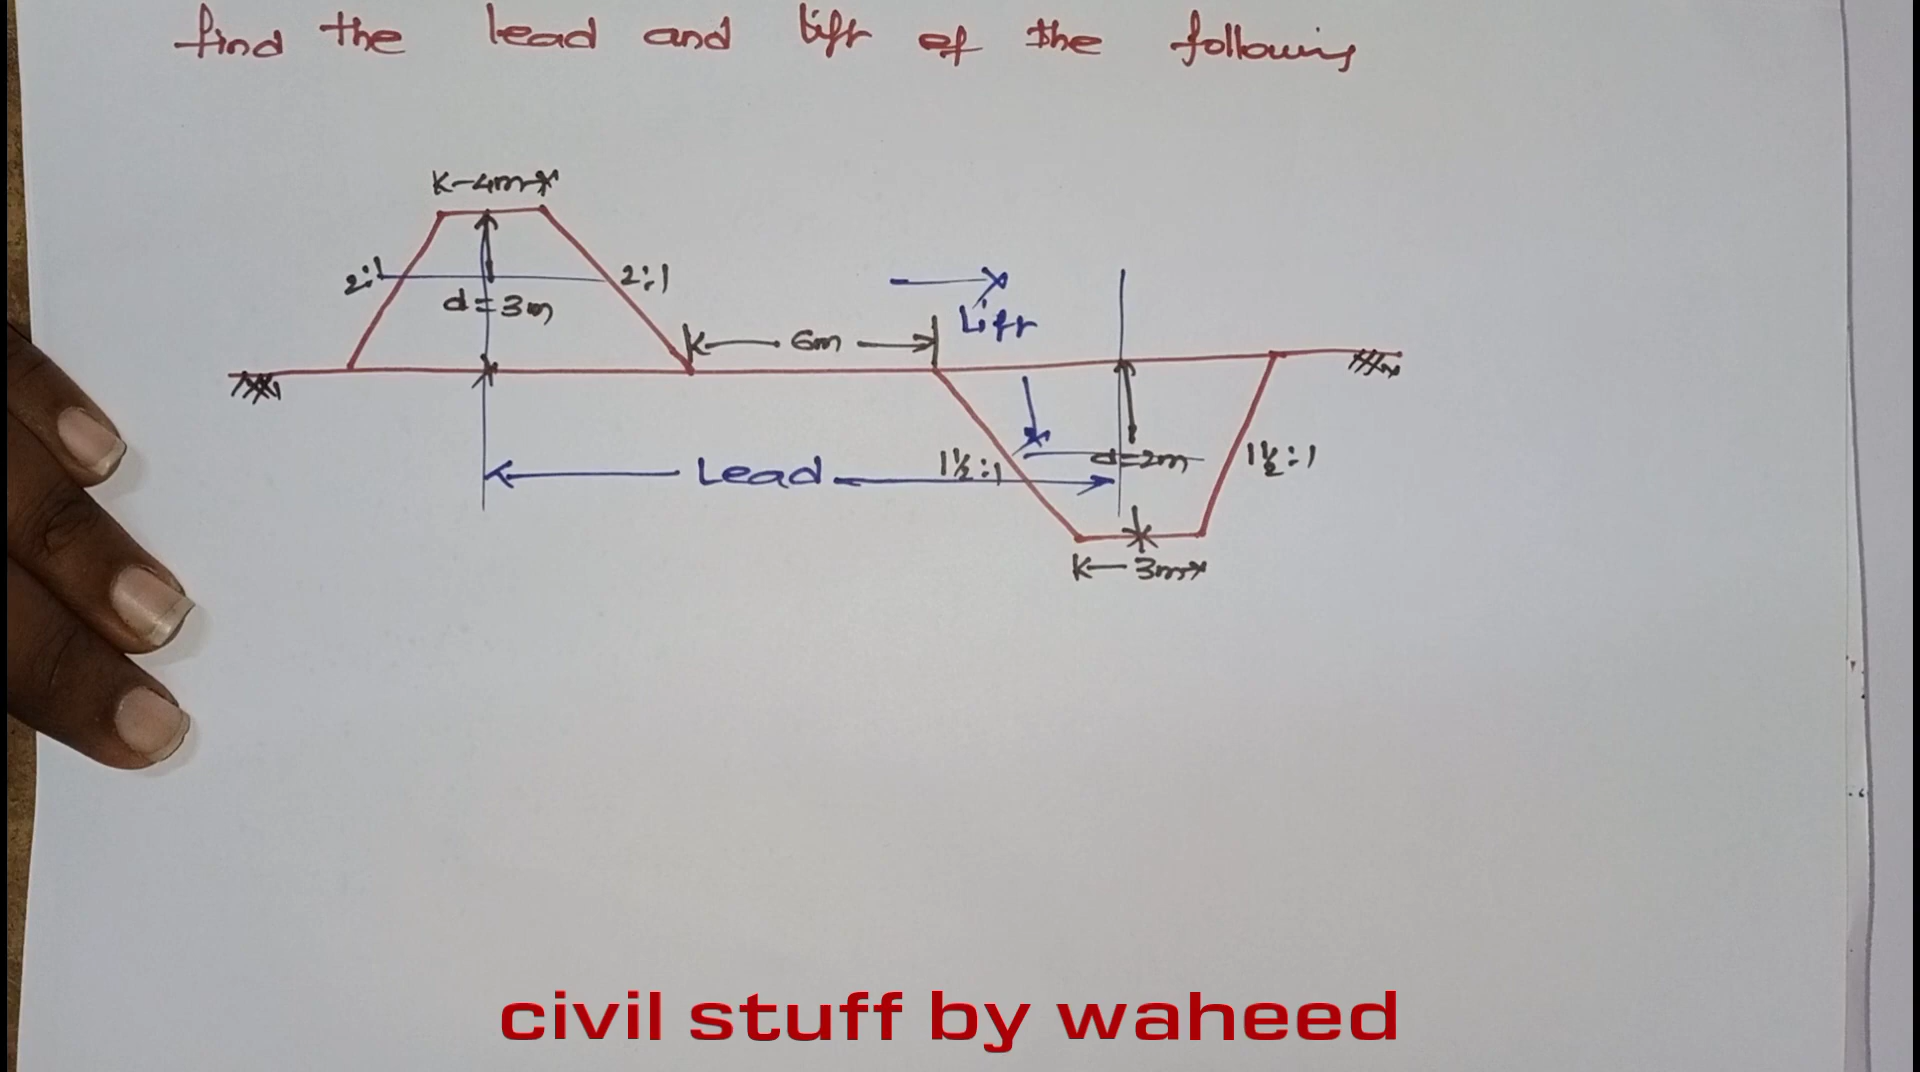 find the lead and lift of the following
4m
2:1
2:1
d=3m
6m
Lift
Lead
1½:1
d=2m
1½:1
3m
civil stuff by waheed